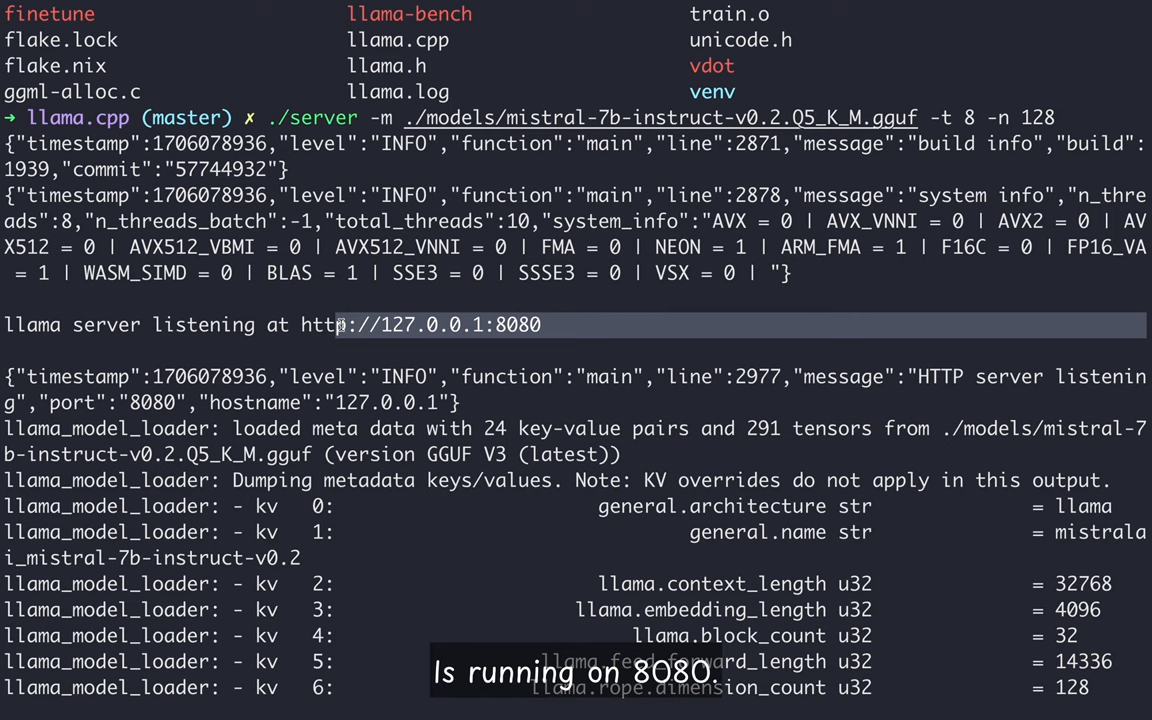 finetune llama-bench train.o
flake.lock llama.cpp unicode.h
flake.nix llama.h vdot
ggml-alloc.c llama.log venv
➜ llama.cpp (master) ✗ ./server -m ./models/mistral-7b-instruct-v0.2.Q5_K_M.gguf -t 8 -n 128
{"timestamp":1706078936,"level":"INFO","function":"main","line":2871,"message":"build info","build":
1939,"commit":"57744932"}
{"timestamp":1706078936,"level":"INFO","function":"main","line":2878,"message":"system info","n_thre
ads":8,"n_threads_batch":-1,"total_threads":10,"system_info":"AVX = 0 | AVX_VNNI = 0 | AVX2 = 0 | AV
X512 = 0 | AVX512_VBMI = 0 | AVX512_VNNI = 0 | FMA = 0 | NEON = 1 | ARM_FMA = 1 | F16C = 0 | FP16_VA
 = 1 | WASM_SIMD = 0 | BLAS = 1 | SSE3 = 0 | SSSE3 = 0 | VSX = 0 | "}
llama server listening at http://127.0.0.1:8080
{"timestamp":1706078936,"level":"INFO","function":"main","line":2977,"message":"HTTP server listenin
g","port":"8080","hostname":"127.0.0.1"}
llama_model_loader: loaded meta data with 24 key-value pairs and 291 tensors from ./models/mistral-7
b-instruct-v0.2.Q5_K_M.gguf (version GGUF V3 (latest))
llama_model_loader: Dumping metadata keys/values. Note: KV overrides do not apply in this output.
llama_model_loader: - kv 0: general.architecture str = llama
llama_model_loader: - kv 1: general.name str = mistrala
i_mistral-7b-instruct-v0.2
llama_model_loader: - kv 2: llama.context_length u32 = 32768
llama_model_loader: - kv 3: llama.embedding_length u32 = 4096
llama_model_loader: - kv 4: llama.block_count u32 = 32
llama_model_loader: - kv 5: llama.feed_forward_length u32 = 14336
llama_model_loader: - kv 6: llama.rope.dimension_count u32 = 128
Is running on 8080.